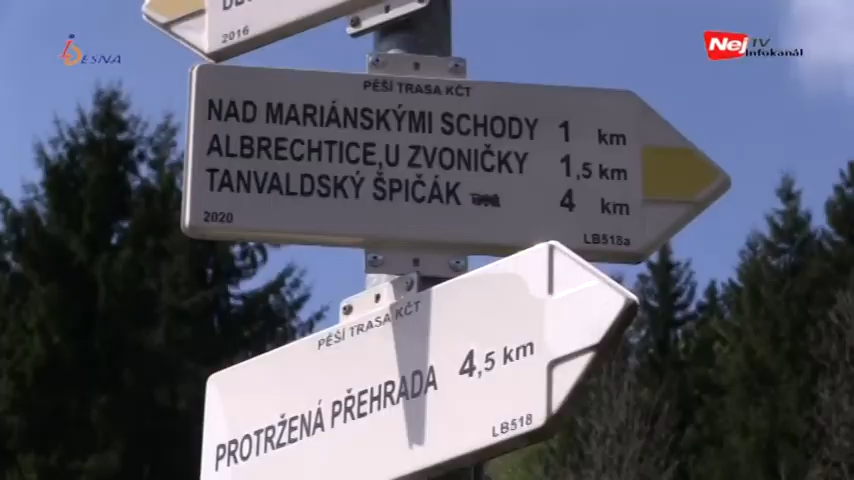 2016
ESNA
Nej TV
Infokanál
PĚŠÍ TRASA KČT
NAD MARIÁNSKÝMI SCHODY 1 km
ALBRECHTICE, U ZVONIČKY 1,5 km
TANVALDSKÝ ŠPIČÁK 4 km
2020
LB518a
PĚŠÍ TRASA KČT
PROTRŽENÁ PŘEHRADA 4,5 km
LB518